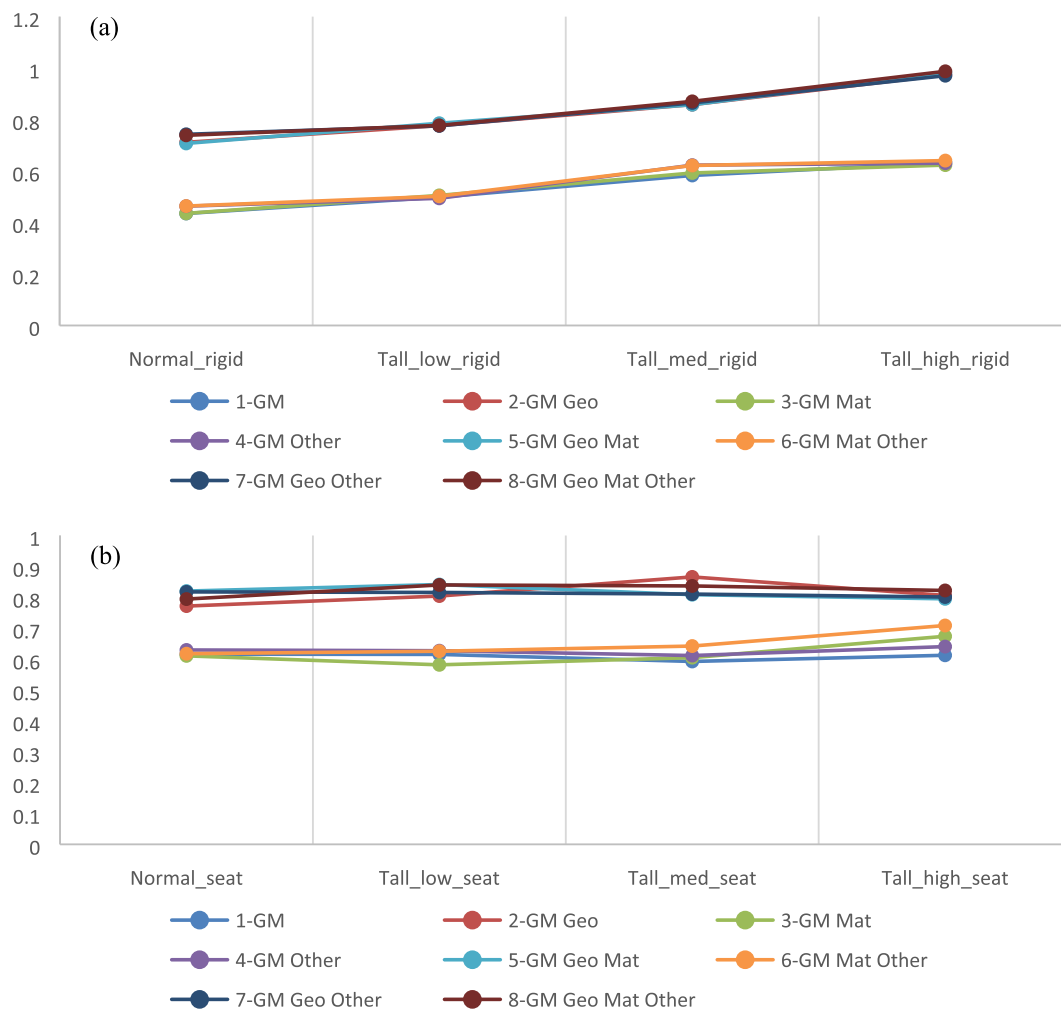 (a)
1.2
1
0.8
0.6
0.4
0.2
0
Normal_rigid Tall_low_rigid Tall_med_rigid Tall_high_rigid
1-GM 2-GM Geo 3-GM Mat
4-GM Other 5-GM Geo Mat 6-GM Mat Other
7-GM Geo Other 8-GM Geo Mat Other
(b)
1
0.9
0.8
0.7
0.6
0.5
0.4
0.3
0.2
0.1
0
Normal_seat Tall_low_seat Tall_med_seat Tall_high_seat
1-GM 2-GM Geo 3-GM Mat
4-GM Other 5-GM Geo Mat 6-GM Mat Other
7-GM Geo Other 8-GM Geo Mat Other